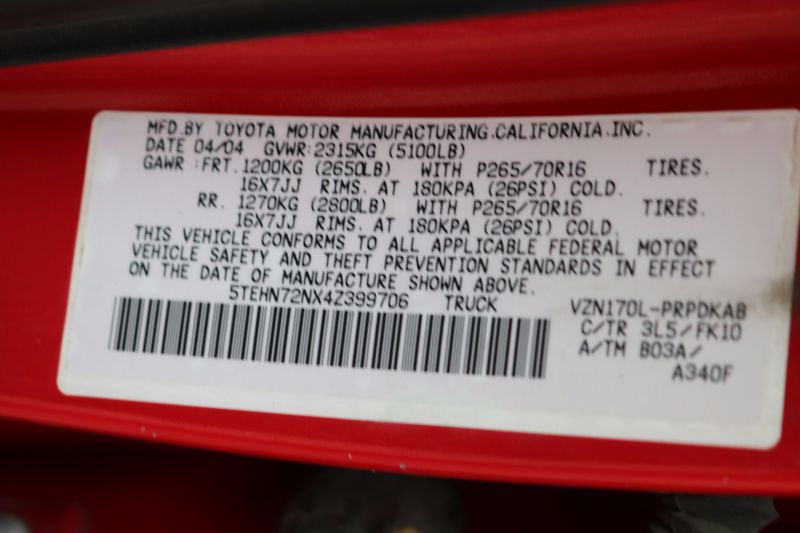 MFD.BY TOYOTA MOTOR MANUFACTURING.CALIFORNIA.INC.
DATE 04/04 GVWR:2315KG (5100LB)
GAWR :FRT. 1200KG (2650LB) WITH P265/70R16 TIRES.
16X7JJ RIMS. AT 180KPA (26PSI) COLD.
RR. 1270KG (2800LB) WITH P265/70R16 TIRES.
16X7JJ RIMS. AT 180KPA (26PSI) COLD.
THIS VEHICLE CONFORMS TO ALL APPLICABLE FEDERAL MOTOR
VEHICLE SAFETY AND THEFT PREVENTION STANDARDS IN EFFECT
ON THE DATE OF MANUFACTURE SHOWN ABOVE.
5TEHN72NX4Z399706 TRUCK VZN170L-PRPDKAB
C/TR 3L5/FK10
A/TM B03A/
A340F